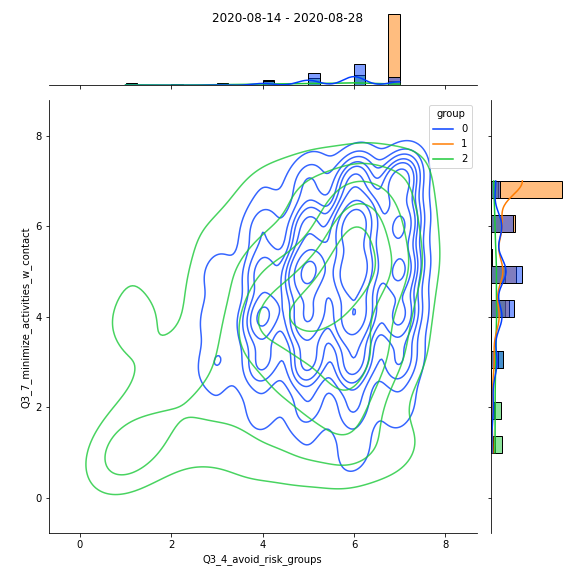 2020-08-14 - 2020-08-28
group
0
1
2
8
6
4
2
0
Q3_7_minimize_activities_w_contact
0 2 4 6 8
Q3_4_avoid_risk_groups